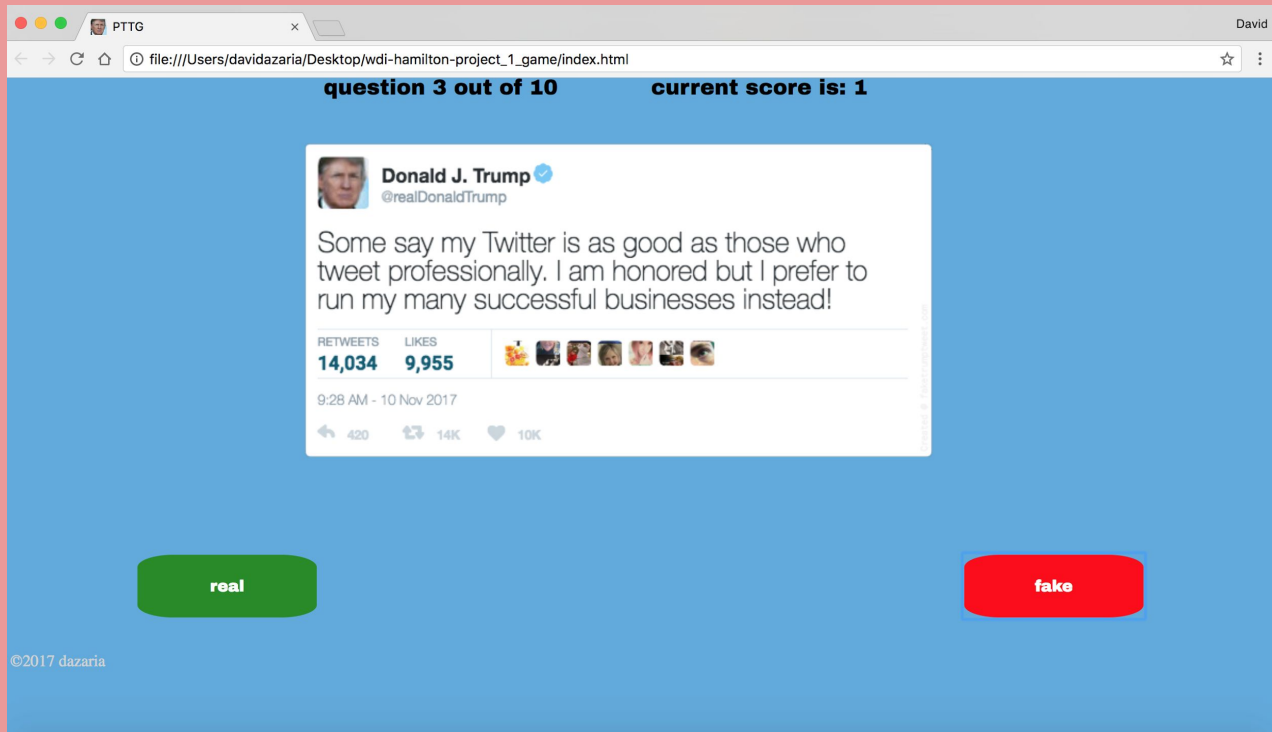 PTTG
David
file:///Users/davidazaria/Desktop/wdi-hamilton-project_1_game/index.html
question 3 out of 10 current score is: 1
Donald J. Trump
@realDonaldTrump
Some say my Twitter is as good as those who
tweet professionally. I am honored but I prefer to
run my many successful businesses instead!
RETWEETS LIKES
14,034 9,955
9:28 AM - 10 Nov 2017
420 14K 10K
real fake
©2017 dazaria